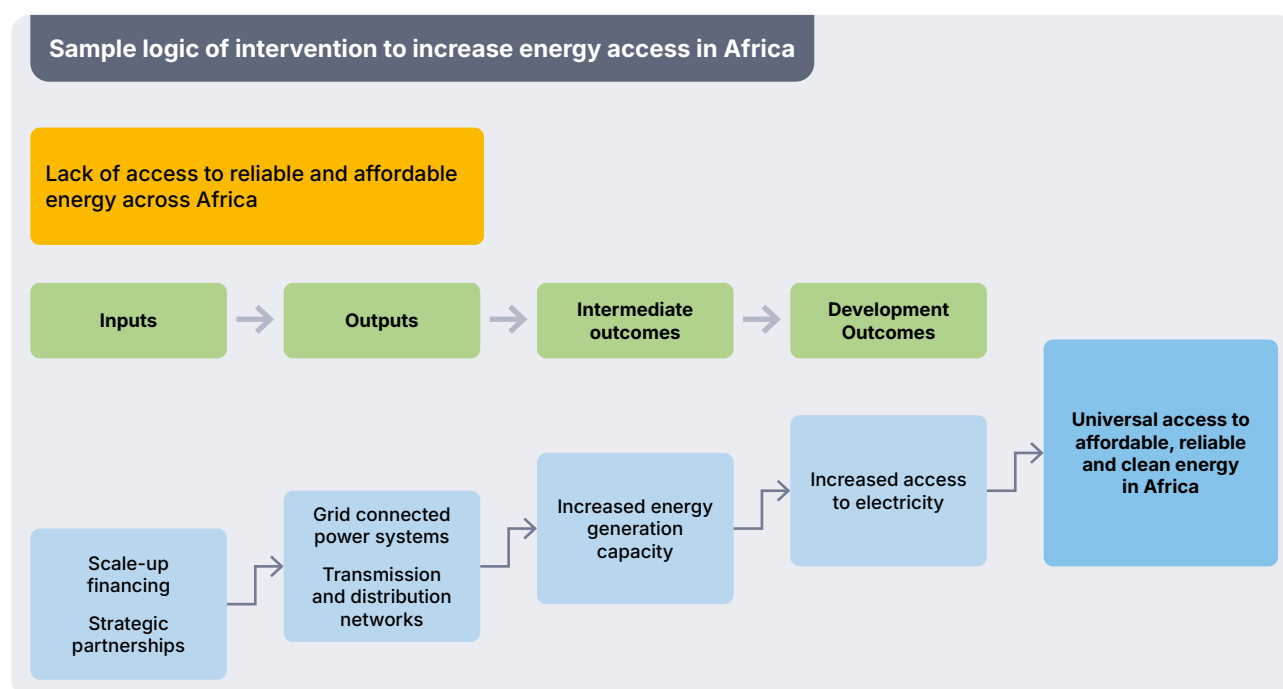 Sample logic of intervention to increase energy access in Africa
Lack of access to reliable and affordable
energy across Africa
Inputs
Outputs
Intermediate
outcomes
Development
Outcomes
Scale-up
financing
Strategic
partnerships
Grid connected
power systems
Transmission
and distribution
networks
Increased energy
generation
capacity
Increased access
to electricity
Universal access to
affordable, reliable
and clean energy
in Africa